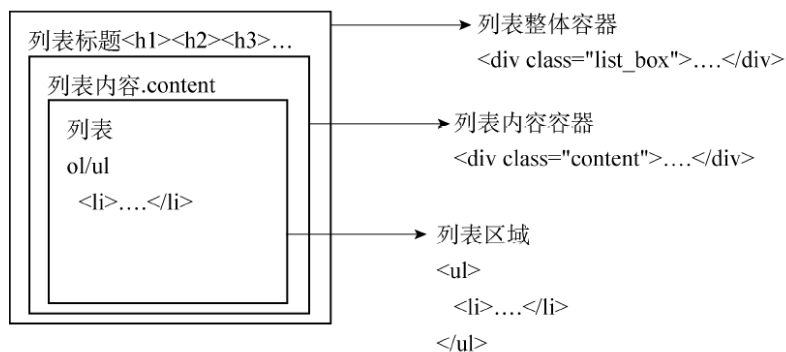 列表标题<h1><h2><h3>…
列表内容.content
列表
ol/ul
<li>….</li>
列表整体容器
<div class="list_box">….</div>
列表内容容器
<div class="content">….</div>
列表区域
<ul>
<li>….</li>
</ul>